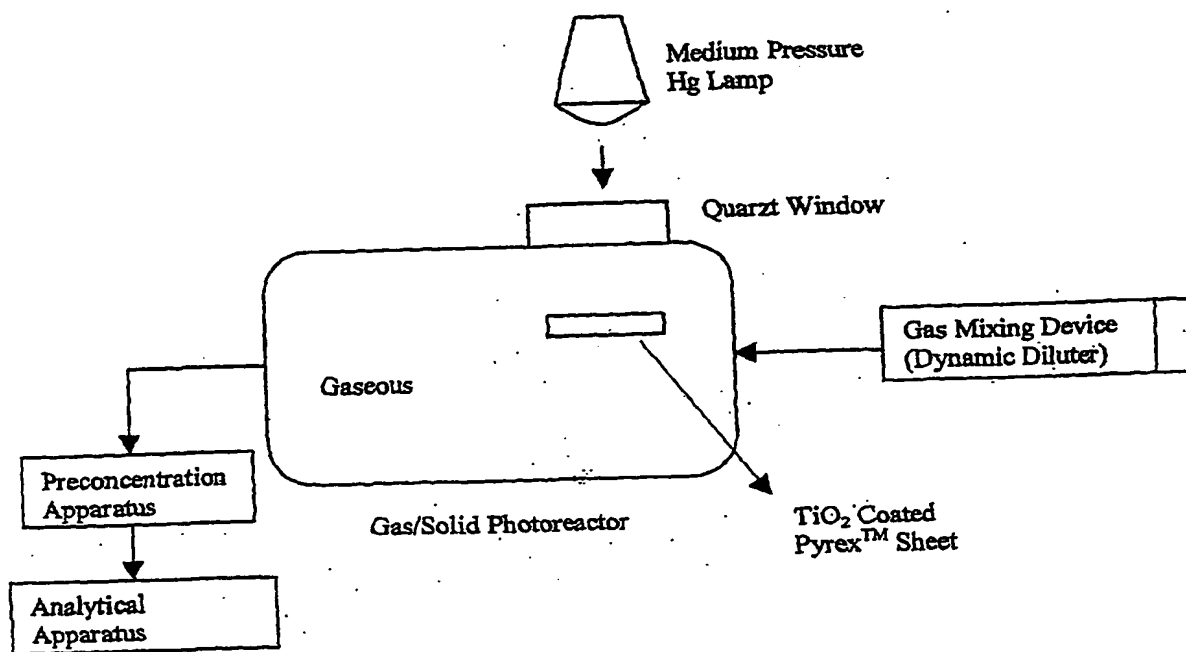 Medium Pressure
Hg Lamp
Quarzt Window
Gas Mixing Device
(Dynamic Diluter)
Gaseous
Preconcentration
Apparatus
Gas/Solid Photoreactor
TiO₂ Coated
Pyrex™ Sheet
Analytical
Apparatus